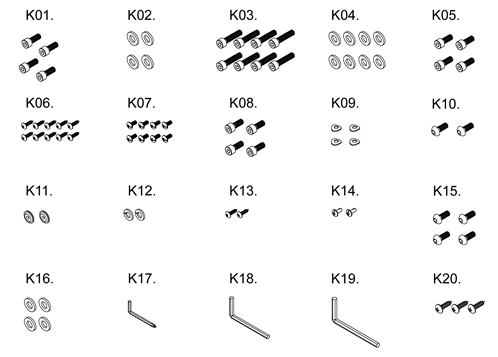 K01. K02. K03. K04. K05.
K06. K07. K08. K09. K10.
K11. K12. K13. K14. K15.
K16. K17. K18. K19. K20.